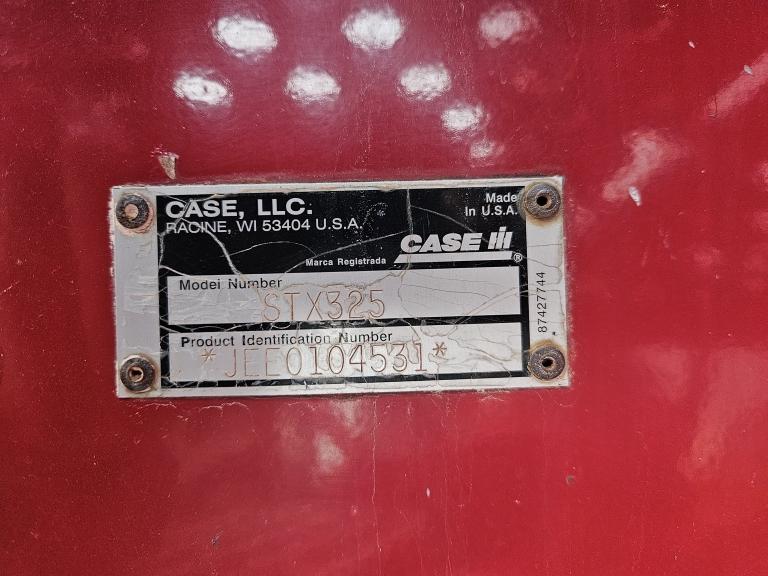 CASE, LLC.
RACINE, WI 53404 U.S.A.
Made
In U.S.A.
CASE IH
®
Marca Registrada
Model Number
STX325
Product Identification Number
*JEE0104531*
87427744